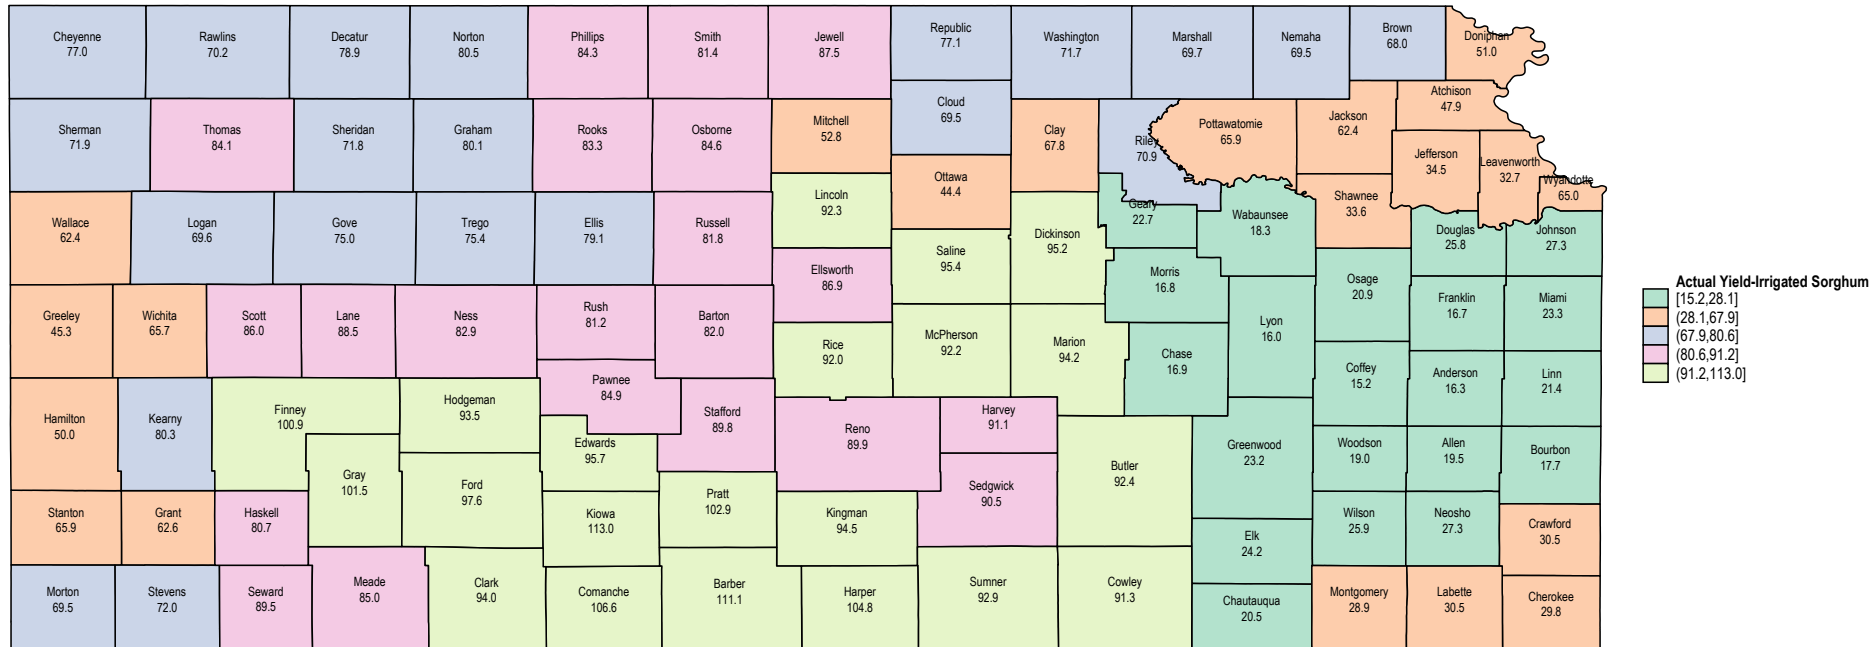 Cheyenne
77.0
Rawlins
70.2
Decatur
78.9
Norton
80.5
Phillips
84.3
Smith
81.4
Jewell
87.5
Republic
77.1
Washington
71.7
Marshall
69.7
Nemaha
69.5
Brown
68.0
Doniphan
51.0
Sherman
71.9
Thomas
84.1
Sheridan
71.8
Graham
80.1
Rooks
83.3
Osborne
84.6
Mitchell
52.8
Cloud
69.5
Clay
67.8
Riley
70.9
Pottawatomie
65.9
Jackson
62.4
Atchison
47.9
Jefferson
34.5
Leavenworth
32.7
Wyandotte
65.0
Ottawa
44.4
Lincoln
92.3
Wallace
62.4
Logan
69.6
Gove
75.0
Trego
75.4
Ellis
79.1
Russell
81.8
Ellsworth
86.9
Saline
95.4
Dickinson
95.2
Geary
22.7
Wabaunsee
18.3
Shawnee
33.6
Douglas
25.8
Johnson
27.3
Morris
16.8
Osage
20.9
Franklin
16.7
Miami
23.3
Greeley
45.3
Wichita
65.7
Scott
86.0
Lane
88.5
Ness
82.9
Rush
81.2
Barton
82.0
Rice
92.0
McPherson
92.2
Marion
94.2
Chase
16.9
Lyon
16.0
Coffey
15.2
Anderson
16.3
Linn
21.4
Hamilton
50.0
Kearny
80.3
Finney
100.9
Hodgeman
93.5
Pawnee
84.9
Stafford
89.8
Reno
89.9
Harvey
91.1
Edwards
95.7
Gray
101.5
Ford
97.6
Sedgwick
90.5
Butler
92.4
Greenwood
23.2
Woodson
19.0
Allen
19.5
Bourbon
17.7
Stanton
65.9
Grant
62.6
Haskell
80.7
Kiowa
113.0
Pratt
102.9
Kingman
94.5
Elk
24.2
Wilson
25.9
Neosho
27.3
Crawford
30.5
Morton
69.5
Stevens
72.0
Seward
89.5
Meade
85.0
Clark
94.0
Comanche
106.6
Barber
111.1
Harper
104.8
Sumner
92.9
Cowley
91.3
Chautauqua
20.5
Montgomery
28.9
Labette
30.5
Cherokee
29.8
Actual Yield-Irrigated Sorghum
[15.2,28.1]
(28.1,67.9]
(67.9,80.6]
(80.6,91.2]
(91.2,113.0]